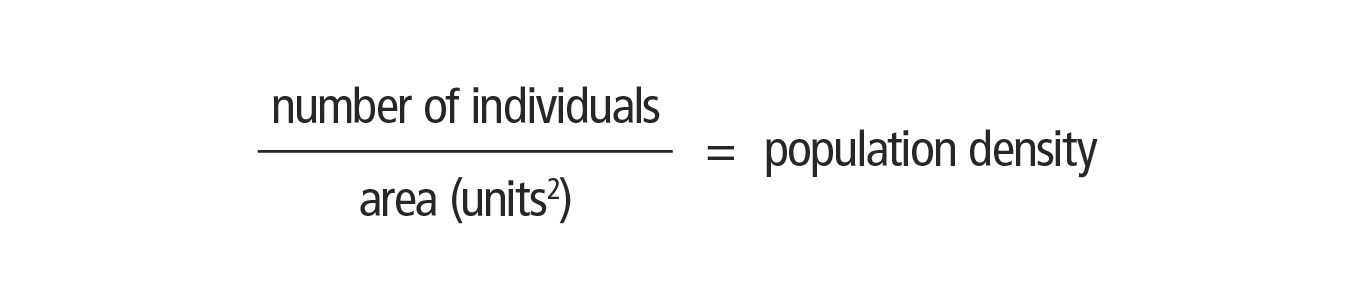 number of individuals
area (units²)
= population density